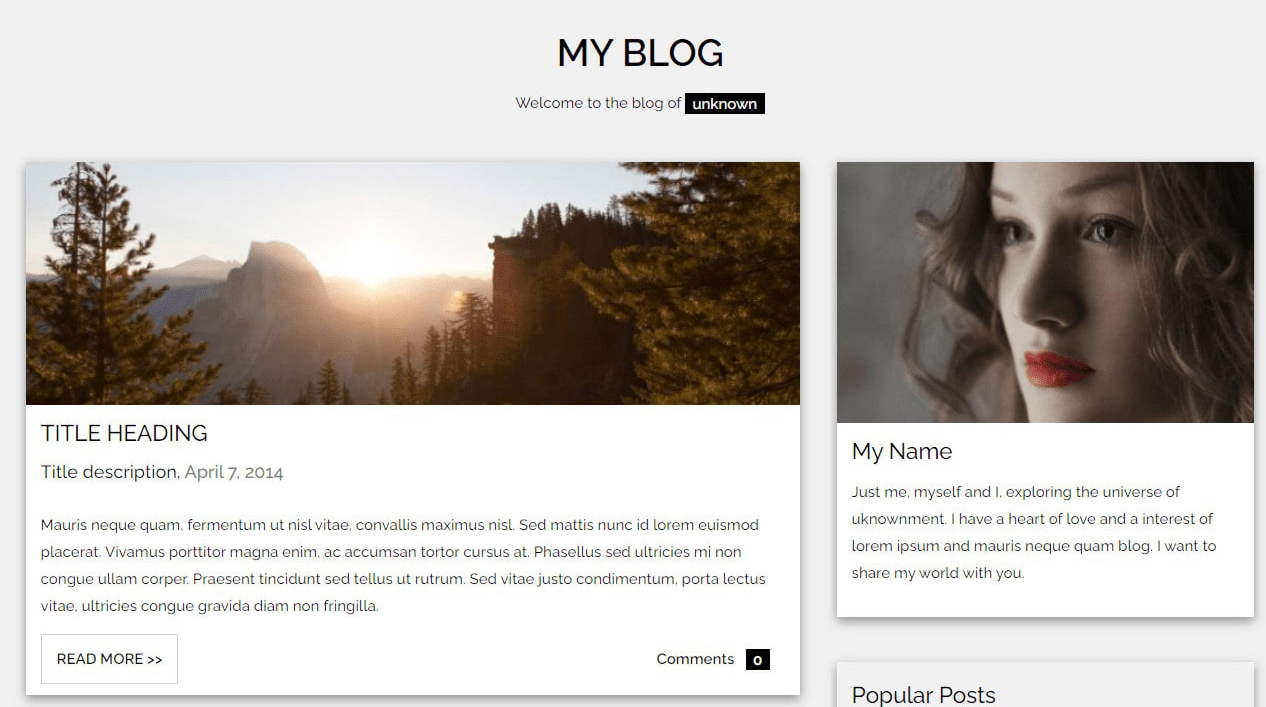 MY BLOG
Welcome to the blog of unknown
TITLE HEADING
Title description, April 7, 2014
Mauris neque quam, fermentum ut nisl vitae, convallis maximus nisl. Sed mattis nunc id lorem euismod
placerat. Vivamus porttitor magna enim, ac accumsan tortor cursus at. Phasellus sed ultricies mi non
congue ullam corper. Praesent tincidunt sed tellus ut rutrum. Sed vitae justo condimentum, porta lectus
vitae, ultricies congue gravida diam non fringilla.
READ MORE >>
Comments 0
My Name
Just me, myself and I, exploring the universe of
uknownment. I have a heart of love and a interest of
lorem ipsum and mauris neque quam blog. I want to
share my world with you.
Popular Posts